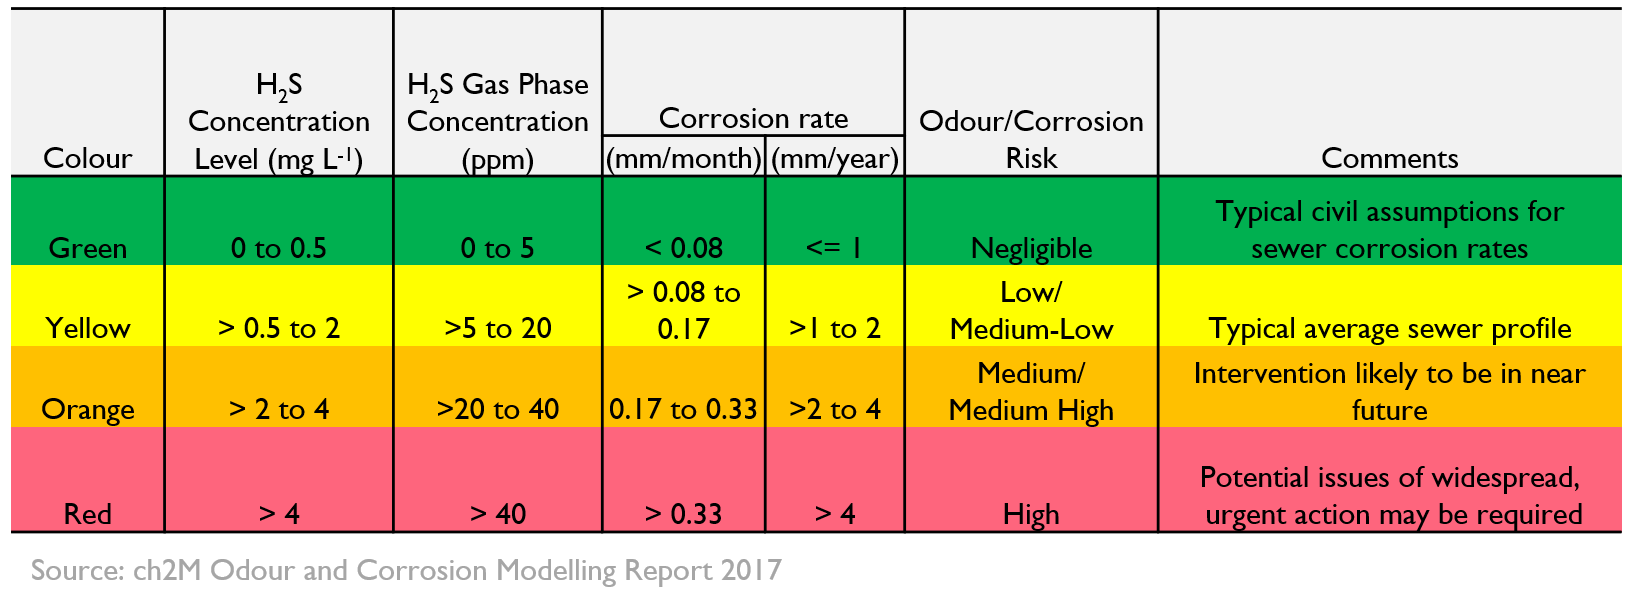 Colour
H₂S
Concentration
Level (mg L⁻¹)
H₂S Gas Phase
Concentration
(ppm)
Corrosion rate
(mm/month)
(mm/year)
Odour/Corrosion
Risk
Comments
Green
0 to 0.5
0 to 5
< 0.08
<= 1
Negligible
Typical civil assumptions for
sewer corrosion rates
Yellow
> 0.5 to 2
>5 to 20
> 0.08 to
0.17
>1 to 2
Low/
Medium-Low
Typical average sewer profile
Orange
> 2 to 4
>20 to 40
0.17 to 0.33
>2 to 4
Medium/
Medium High
Intervention likely to be in near
future
Red
> 4
> 40
> 0.33
> 4
High
Potential issues of widespread,
urgent action may be required
Source: ch2M Odour and Corrosion Modelling Report 2017